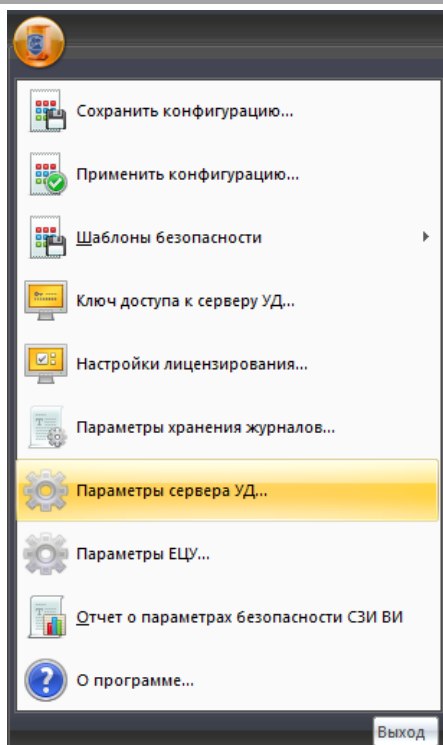 Сохранить конфигурацию...
Применить конфигурацию...
Шаблоны безопасности
Ключ доступа к серверу УД...
Настройки лицензирования...
Параметры хранения журналов...
Параметры сервера УД...
Параметры ЕЦУ...
Отчет о параметрах безопасности СЗИ ВИ
О программе...
Выход